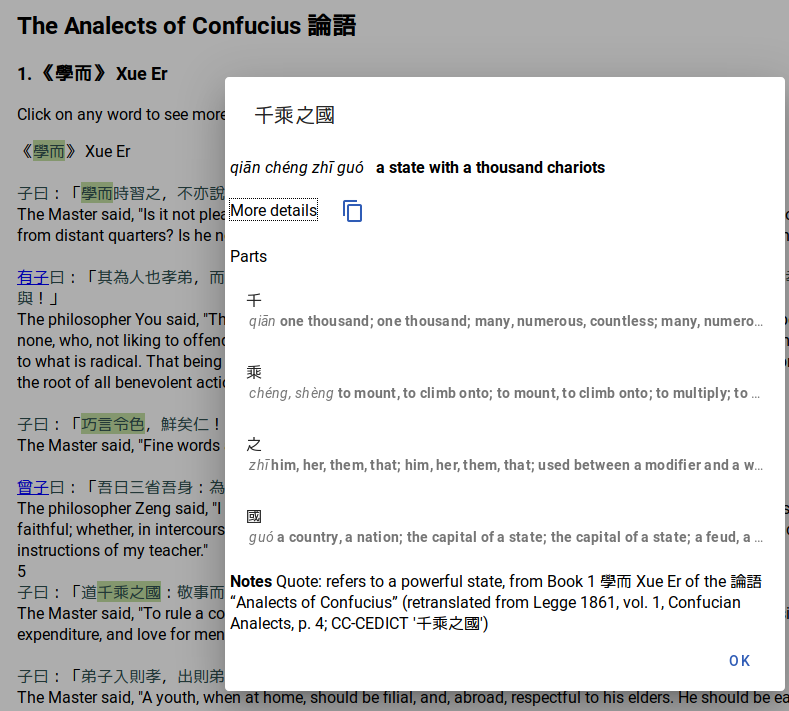 The Analects of Confucius 論語
1.《學而》 Xue Er
Click on any word to see more
《學而》 Xue Er
子曰：「學而時習之，不亦說
The Master said, "Is it not plea
from distant quarters? Is he n
有子曰：「其為人也孝弟，而
與！」
The philosopher You said, "Th
none, who, not liking to offend
to what is radical. That being
the root of all benevolent actio
子曰：「巧言令色，鮮矣仁！
The Master said, "Fine words
曾子曰：「吾日三省吾身：為
The philosopher Zeng said, "I
faithful; whether, in intercours
instructions of my teacher."
5
子曰：「道千乘之國：敬事而
The Master said, "To rule a co
expenditure, and love for men
子曰：「弟子入則孝，出則弟
The Master said, "A youth, when at home, should be filial, and, abroad, respectful to his elders. He should be ea
千乘之國
qiān chéng zhī guó a state with a thousand chariots
More details
Parts
千
qiān one thousand; one thousand; many, numerous, countless; many, numero…
乘
chéng, shèng to mount, to climb onto; to mount, to climb onto; to multiply; to …
之
zhī him, her, them, that; him, her, them, that; used between a modifier and a w…
國
guó a country, a nation; the capital of a state; the capital of a state; a feud, a …
Notes Quote: refers to a powerful state, from Book 1 學而 Xue Er of the 論語
“Analects of Confucius” (retranslated from Legge 1861, vol. 1, Confucian
Analects, p. 4; CC-CEDICT '千乘之國')
OK